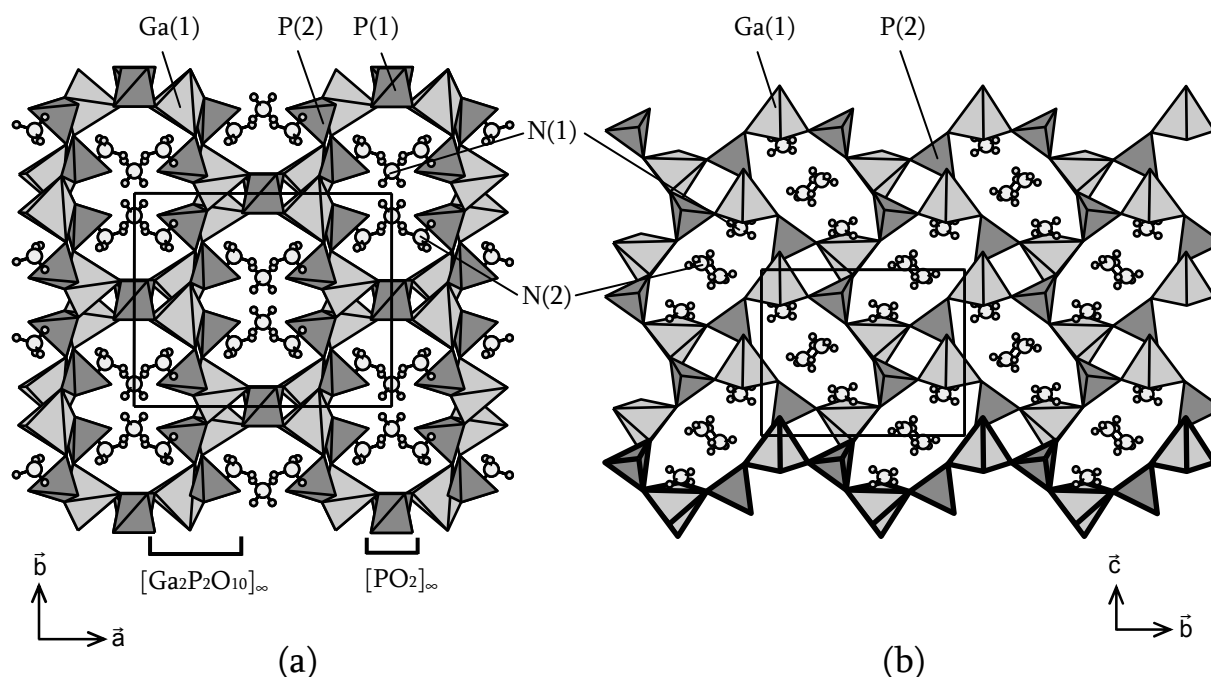 Ga(1) P(2) P(1) Ga(1) P(2)
N(1)
N(2)
[Ga₂P₂O₁₀]∞ [PO₂]∞
b⃗ c⃗
a⃗ b⃗
(a) (b)